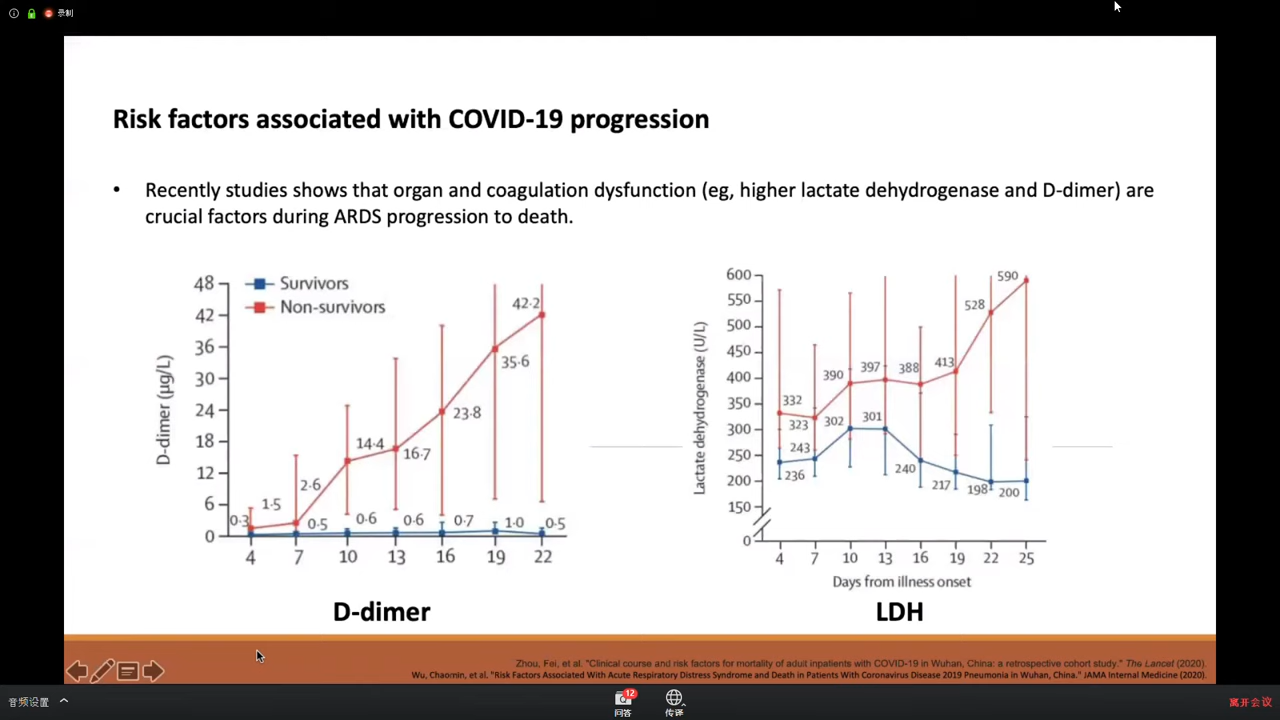 录制
Risk factors associated with COVID-19 progression
• Recently studies shows that organ and coagulation dysfunction (eg, higher lactate dehydrogenase and D-dimer) are
crucial factors during ARDS progression to death.
Survivors
Non-survivors
D-dimer (µg/L)
48
42
36
30
24
18
12
6
0
0·3
1·5
2·6
14·4
16·7
23·8
35·6
42·2
0·5
0·6
0·6
0·7
1·0
0·5
4 7 10 13 16 19 22
D-dimer
Lactate dehydrogenase (U/L)
600
550
500
450
400
350
300
250
200
150
0
332
323
390
397
388
413
528
590
236
243
302
301
240
217
198
200
4 7 10 13 16 19 22 25
Days from illness onset
LDH
Zhou, Fei, et al. "Clinical course and risk factors for mortality of adult inpatients with COVID-19 in Wuhan, China: a retrospective cohort study." The Lancet (2020).
Wu, Chaomin, et al. "Risk Factors Associated With Acute Respiratory Distress Syndrome and Death in Patients With Coronavirus Disease 2019 Pneumonia in Wuhan, China." JAMA Internal Medicine (2020).
音频设置
12
问答
传译
离开会议